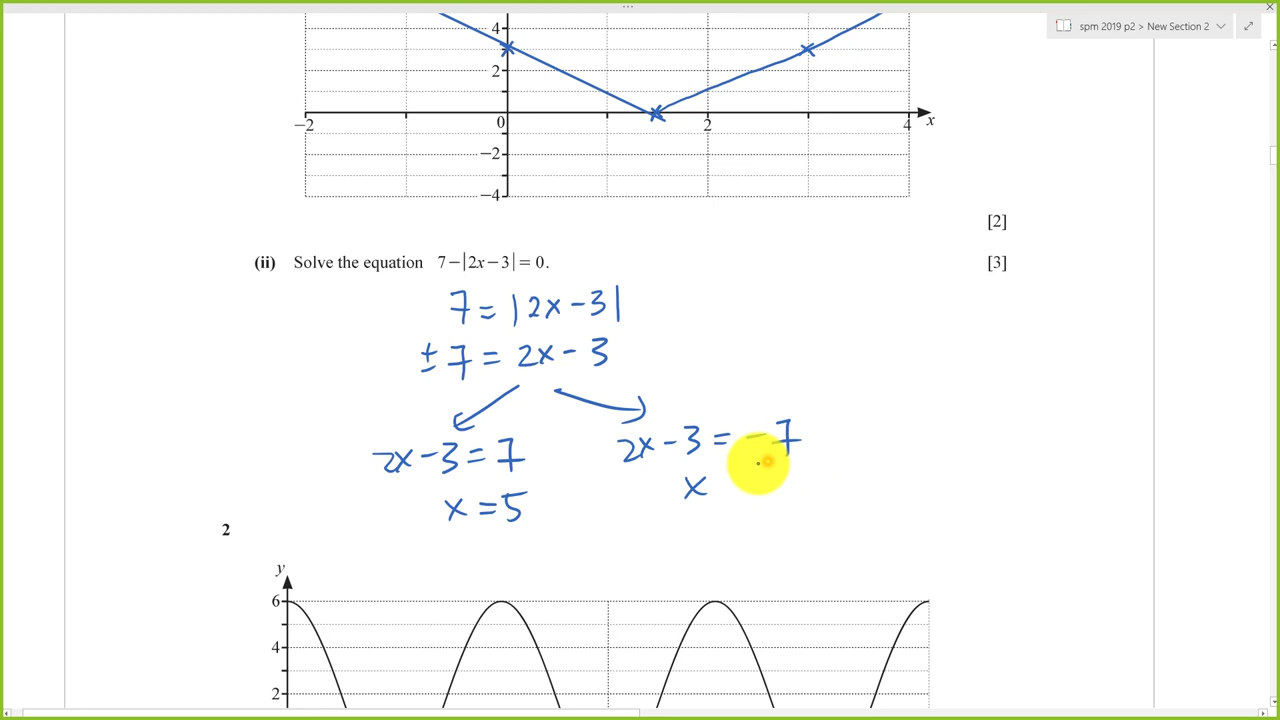 spm 2019 p2 > New Section 2
4
2
−2
0
2
4
x
−2
−4
[2]
(ii) Solve the equation 7−|2x−3|=0.
[3]
7 = |2x − 3|
± 7 = 2x − 3
2x − 3 = 7
2x − 3 = − 7
x = 5
x
2
y
6
4
2